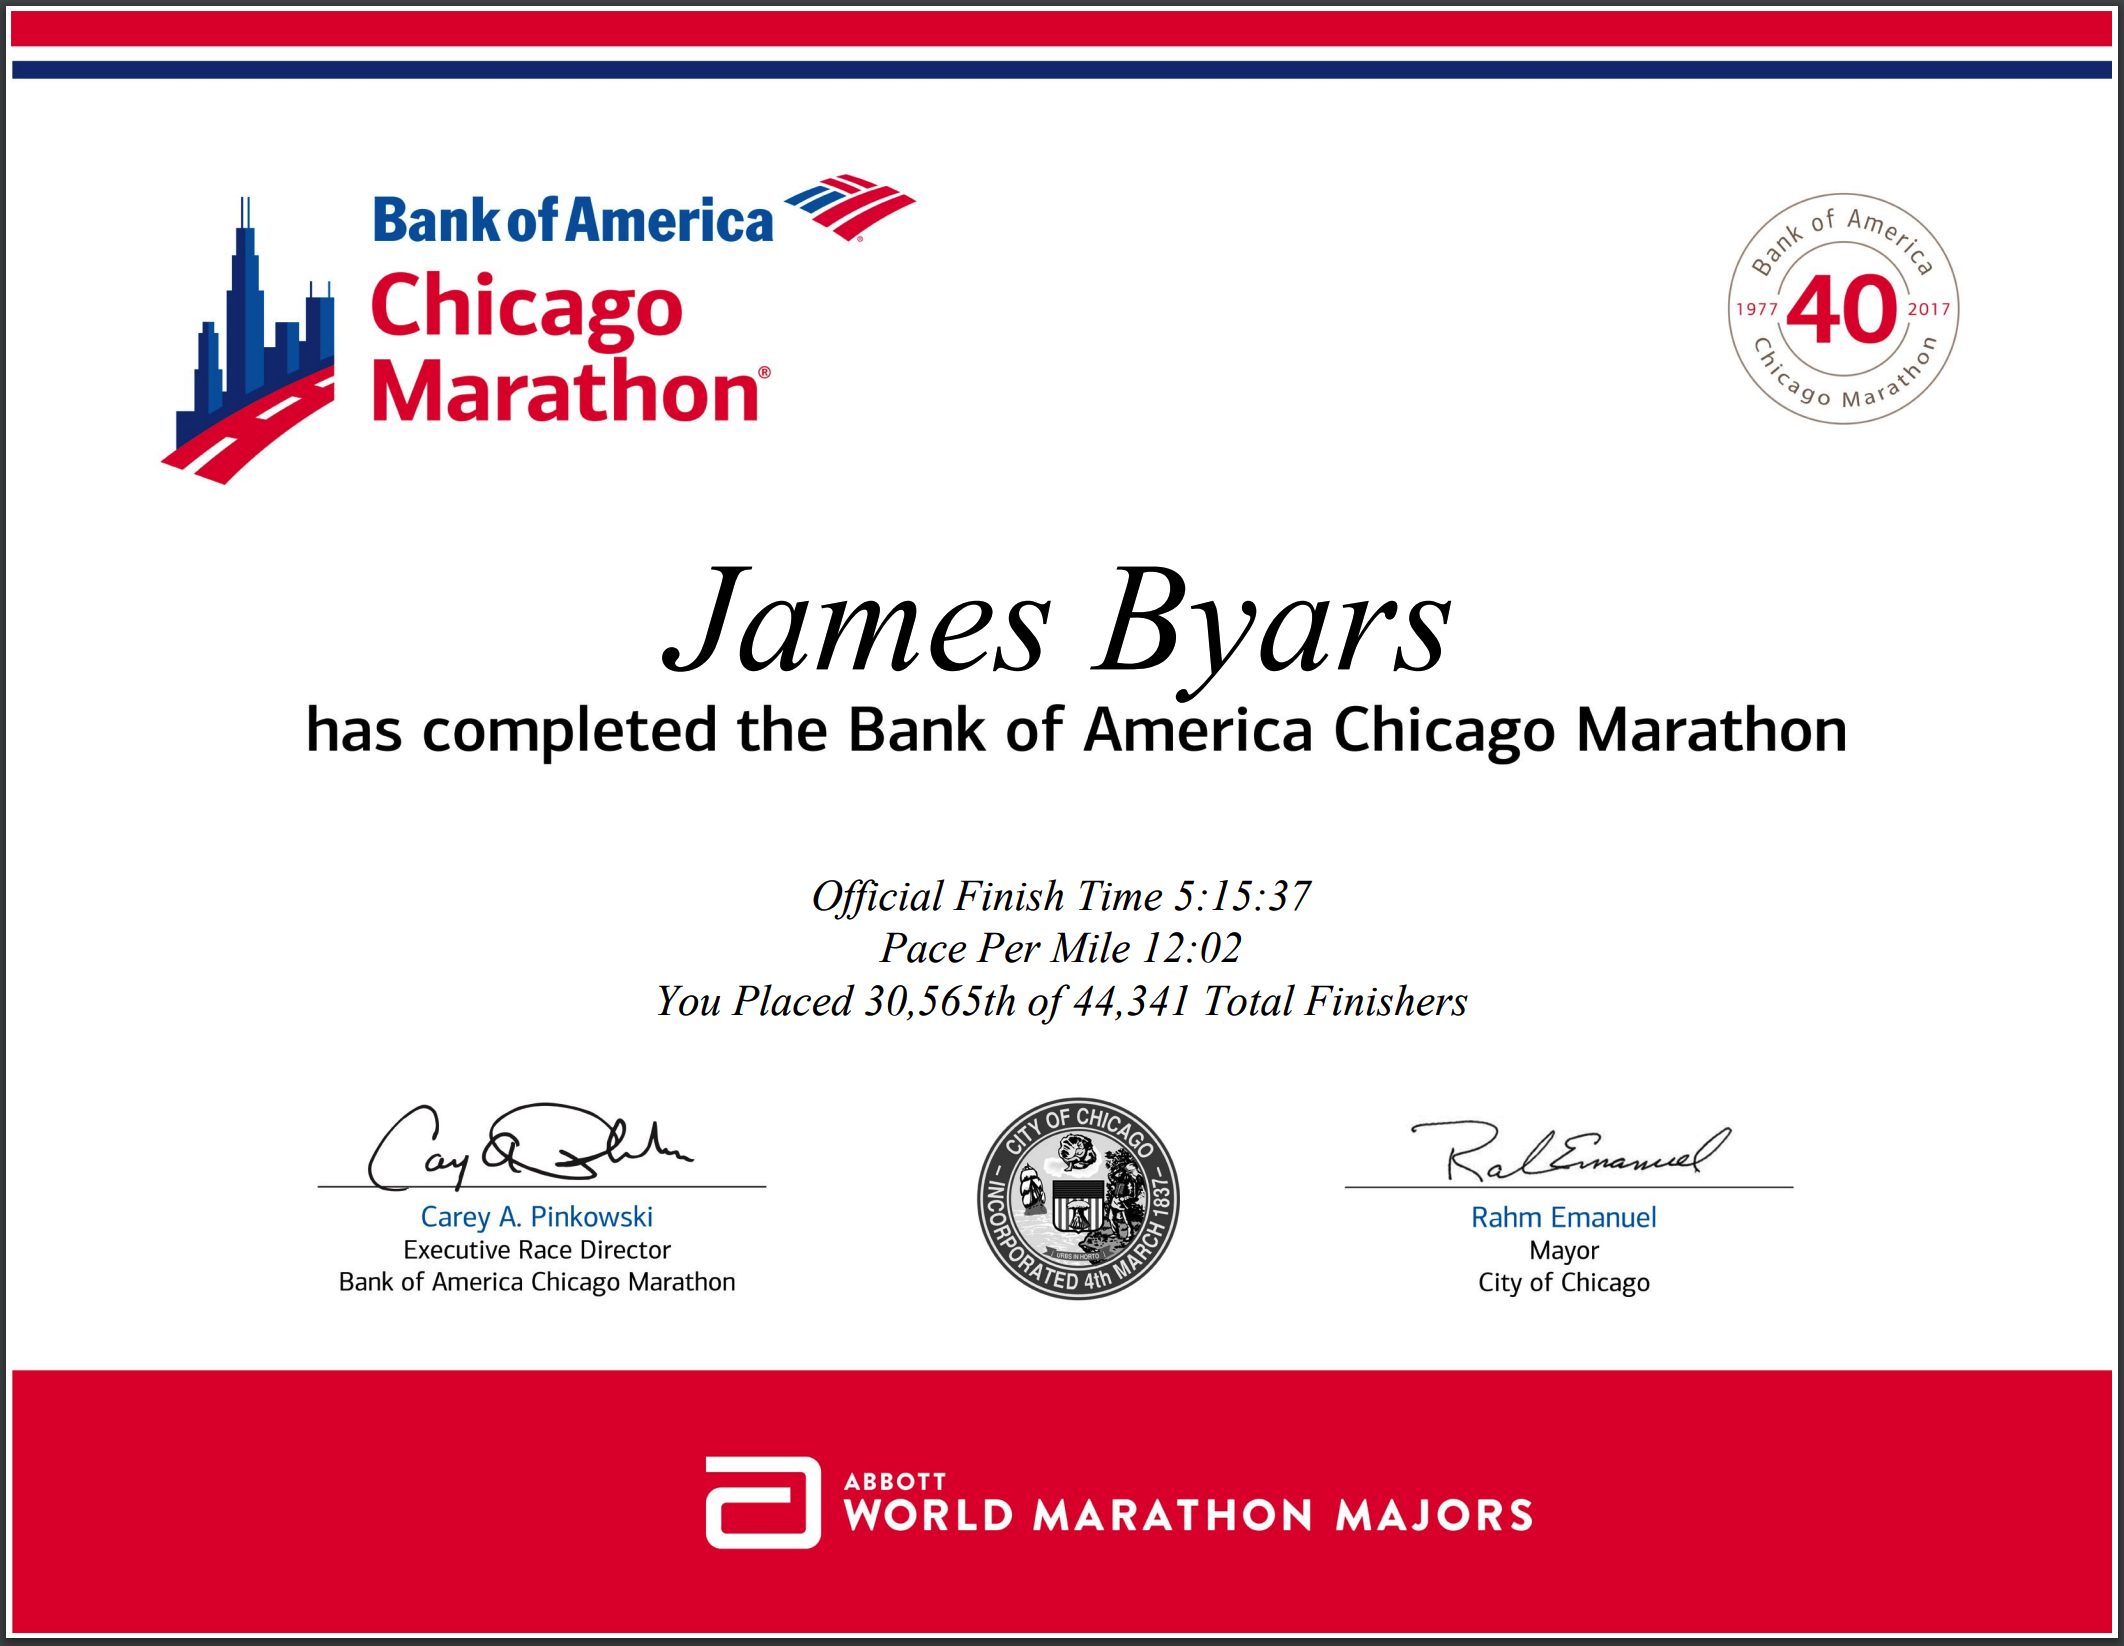 Bank of America
Chicago
Marathon®
Bank of America
1977 40 2017
Chicago Marathon
James Byars
has completed the Bank of America Chicago Marathon
Official Finish Time 5:15:37
Pace Per Mile 12:02
You Placed 30,565th of 44,341 Total Finishers
Carey A. Pinkowski
Executive Race Director
Bank of America Chicago Marathon
CITY OF CHICAGO
INCORPORATED 4th MARCH 1837
URBS IN HORTO
Rahm Emanuel
Rahm Emanuel
Mayor
City of Chicago
ABBOTT
WORLD MARATHON MAJORS